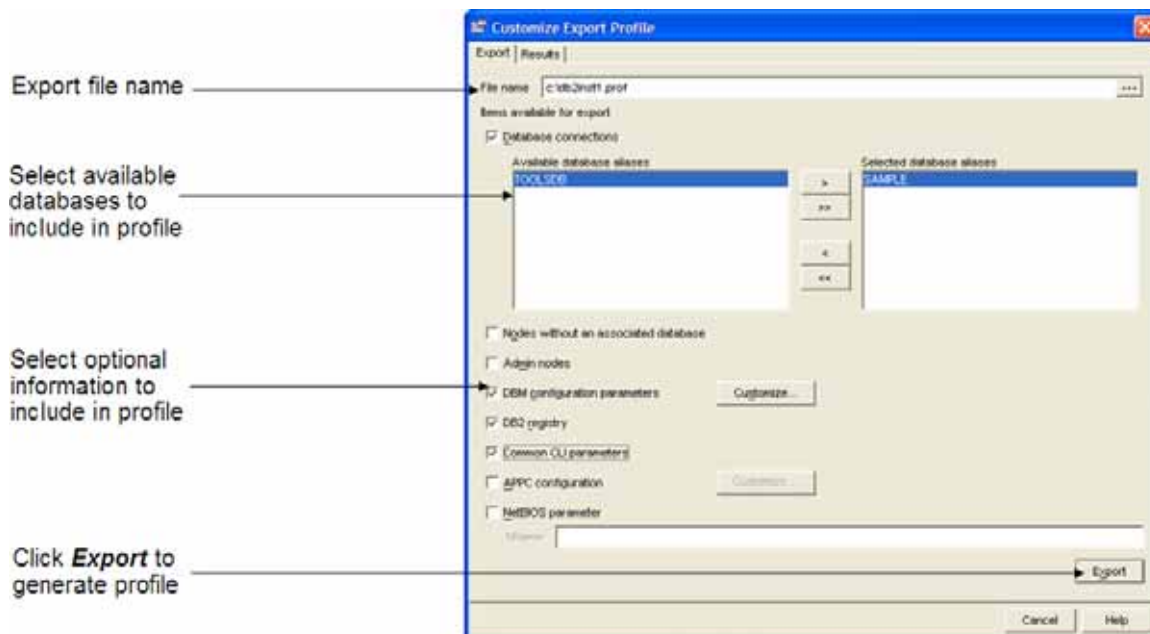 Customize Export Profile
Export Results
Export file name
File name c:\db2inst1.prof ...
Items available for export
Database connections
Available database aliases Selected database aliases
Select available
databases to
include in profile
TOOLSDB > SAMPLE
>>
<
<<
Nodes without an associated database
Select optional
information to
include in profile
Admin nodes
DBM configuration parameters Customize...
DB2 registry
Common CLI parameters
APPC configuration Customize...
NetBIOS parameter
Click Export to
generate profile
Export
Cancel Help